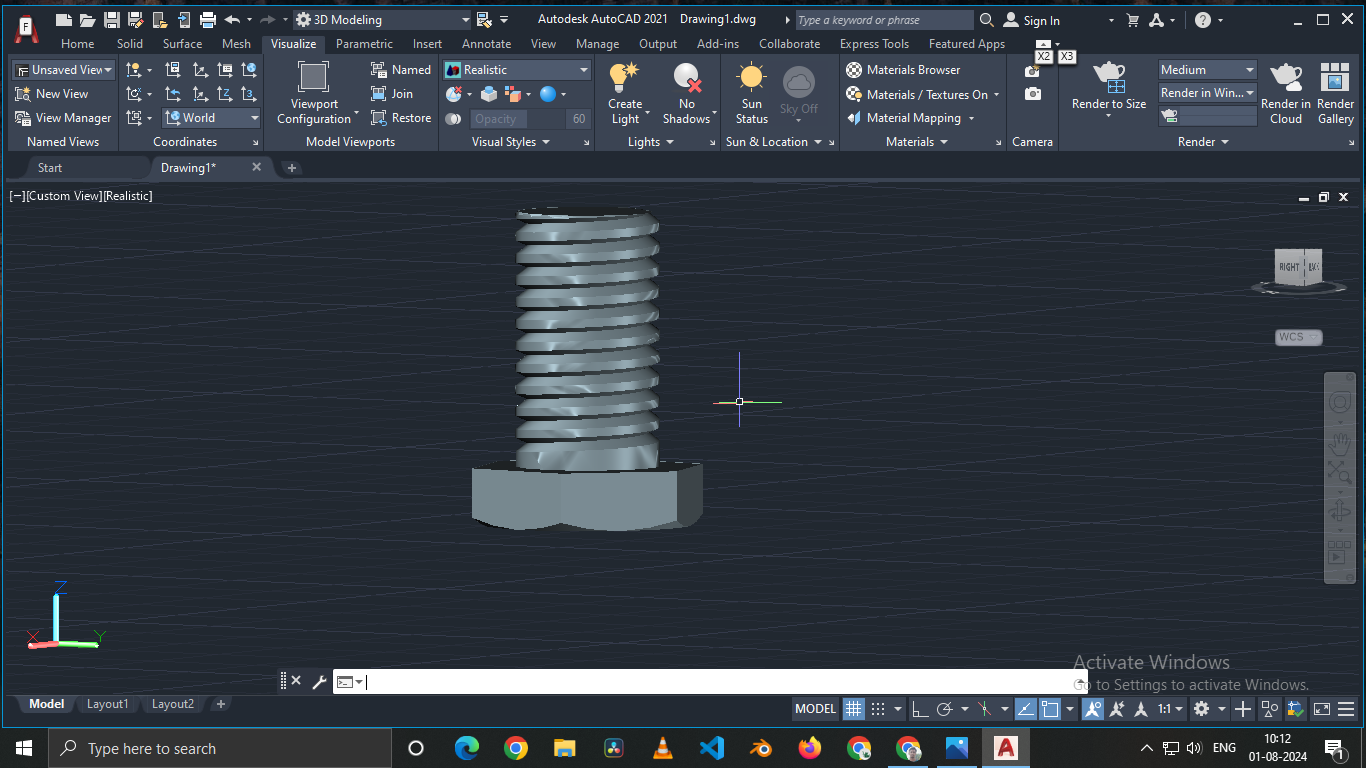 F 3D Modeling Autodesk AutoCAD 2021 Drawing1.dwg Type a keyword or phrase Sign In
Home Solid Surface Mesh Visualize Parametric Insert Annotate View Manage Output Add-ins Collaborate Express Tools Featured Apps
X2 X3
Unsaved View Named Realistic Materials Browser Medium
New View Join Materials / Textures On Render in Win...
View Manager World Restore Opacity 60 Material Mapping
Viewport Configuration
Create Light
No Shadows
Sun Status
Sky Off
Render to Size
Render in Cloud
Render Gallery
Named Views Coordinates Model Viewports Visual Styles Lights Sun & Location Materials Camera Render
Start Drawing1*
[−][Custom View][Realistic]
RIGHT
WCS
Z
X Y
Activate Windows
Go to Settings to activate Windows.
Model Layout1 Layout2 MODEL 1:1
Type here to search ENG 10:12
01-08-2024
1